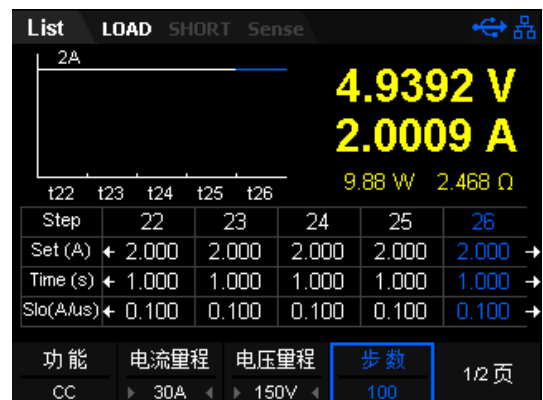 List LOAD SHORT Sense
2A
4.9392 V
2.0009 A
9.88 W 2.468 Ω
t22 t23 t24 t25 t26
Step 22 23 24 25 26
Set (A) 2.000 2.000 2.000 2.000 2.000
Time (s) 1.000 1.000 1.000 1.000 1.000
Slo(A/us) 0.100 0.100 0.100 0.100 0.100
功能 电流量程 电压量程 步数 1/2 页
CC 30A 150V 100